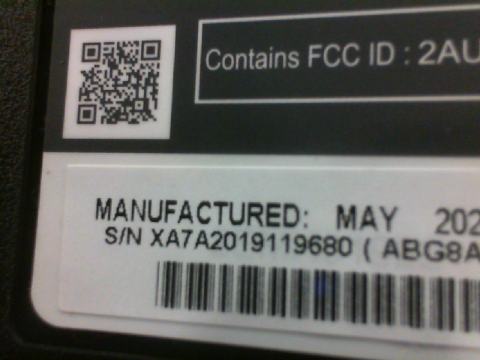 Contains FCC ID : 2AU
MANUFACTURED: MAY 202
S/N XA7A2019119680 ( ABG8A